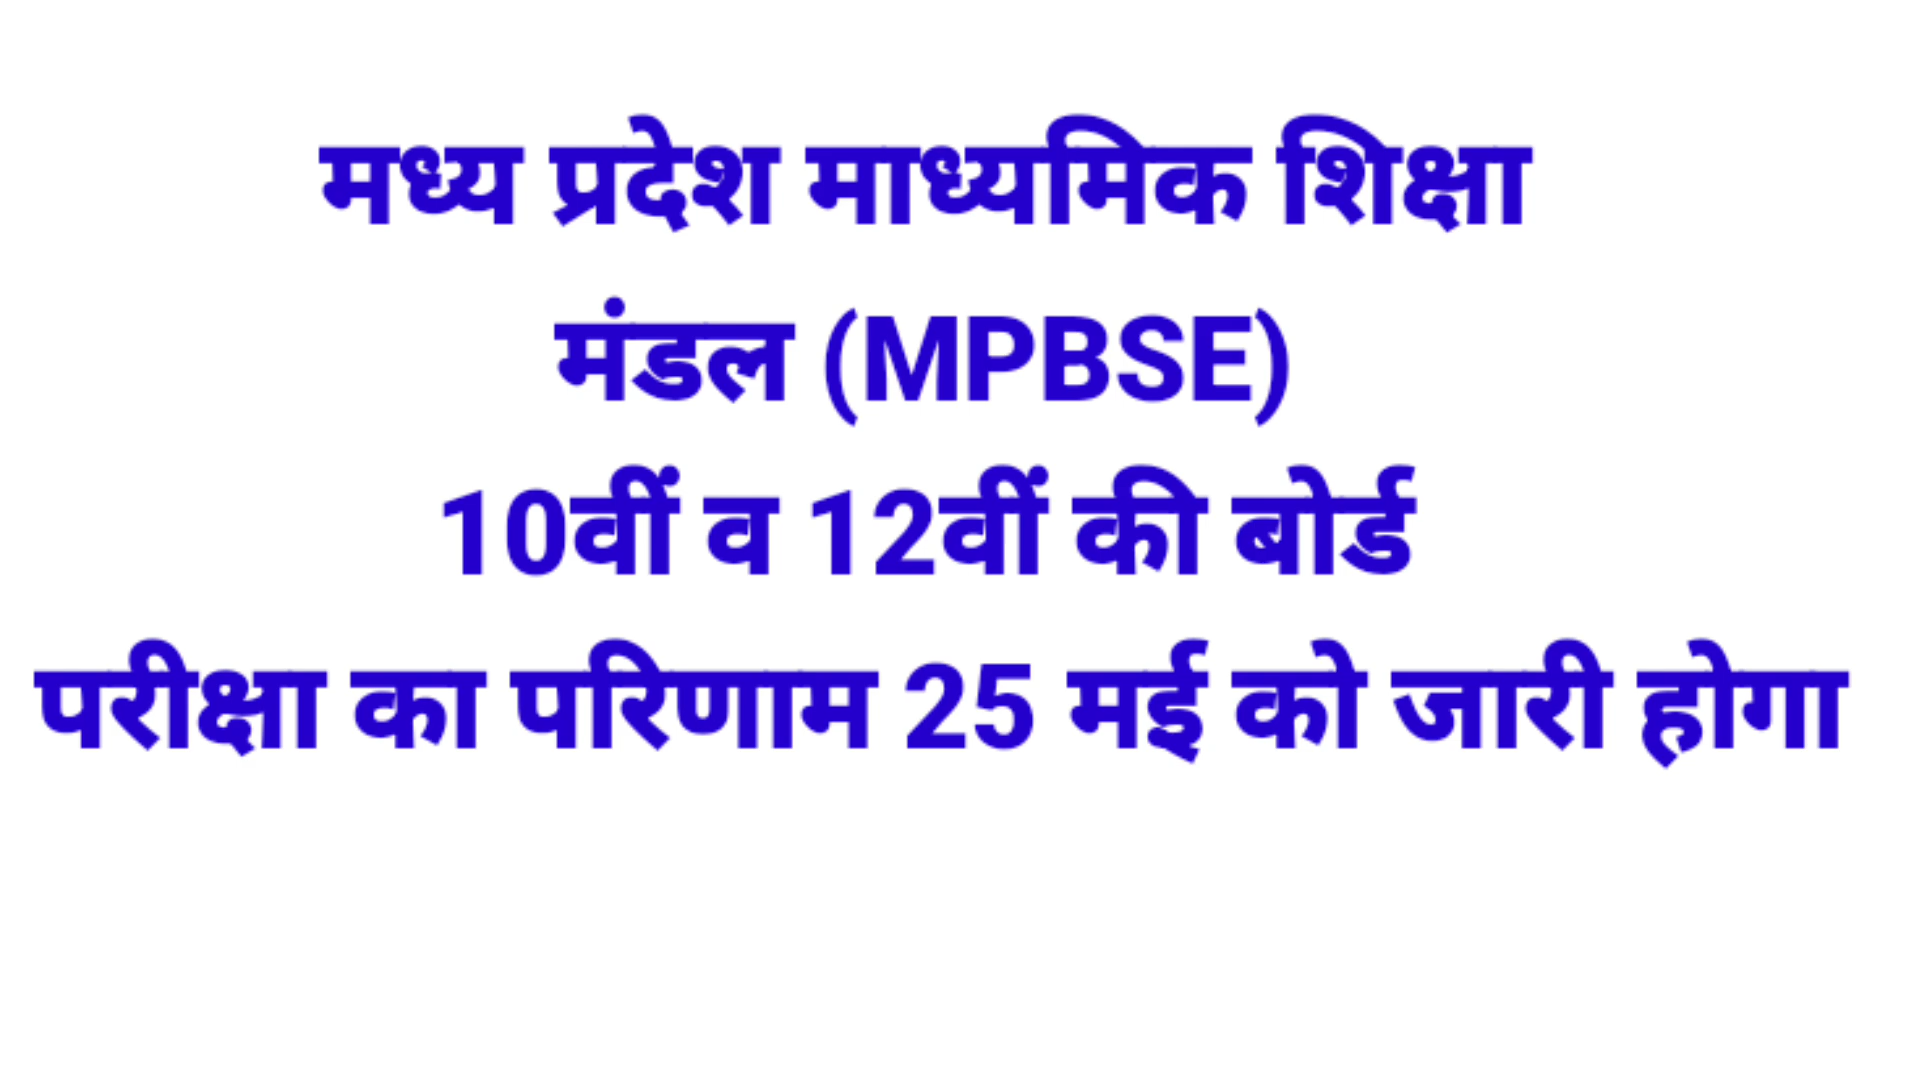 मध्य प्रदेश माध्यमिक शिक्षा
मंडल (MPBSE)
10वीं व 12वीं की बोर्ड
परीक्षा का परिणाम 25 मई को जारी होगा